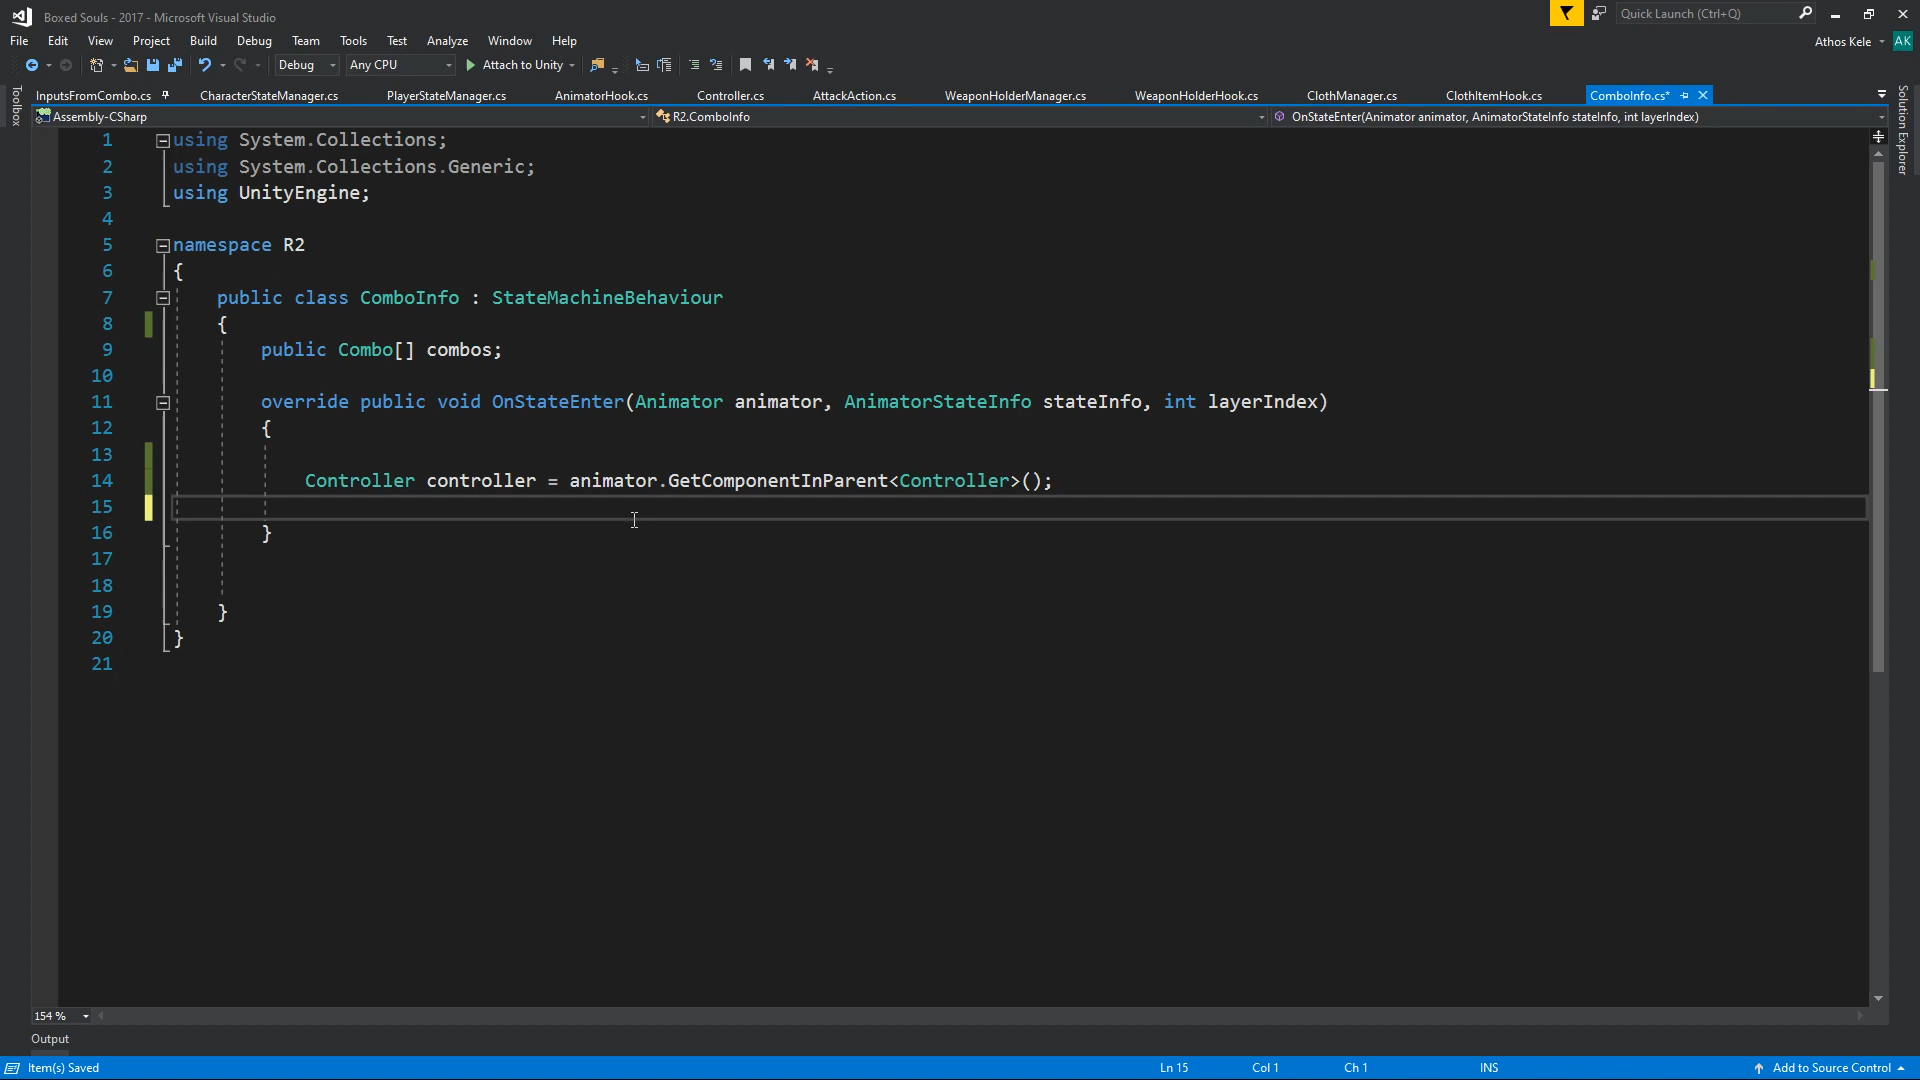 Boxed Souls - 2017 - Microsoft Visual Studio
Quick Launch (Ctrl+Q)
File Edit View Project Build Debug Team Tools Test Analyze Window Help
Athos Kele AK
Debug Any CPU Attach to Unity
Toolbox
Solution Explorer
InputsFromCombo.cs CharacterStateManager.cs PlayerStateManager.cs AnimatorHook.cs Controller.cs AttackAction.cs WeaponHolderManager.cs WeaponHolderHook.cs ClothManager.cs ClothItemHook.cs ComboInfo.cs*
Assembly-CSharp R2.ComboInfo OnStateEnter(Animator animator, AnimatorStateInfo stateInfo, int layerIndex)
1 using System.Collections;
2 using System.Collections.Generic;
3 using UnityEngine;
4
5 namespace R2
6 {
7 public class ComboInfo : StateMachineBehaviour
8 {
9 public Combo[] combos;
10
11 override public void OnStateEnter(Animator animator, AnimatorStateInfo stateInfo, int layerIndex)
12 {
13
14 Controller controller = animator.GetComponentInParent<Controller>();
15
16 }
17
18
19 }
20 }
21
154 %
Output
Item(s) Saved Ln 15 Col 1 Ch 1 INS Add to Source Control